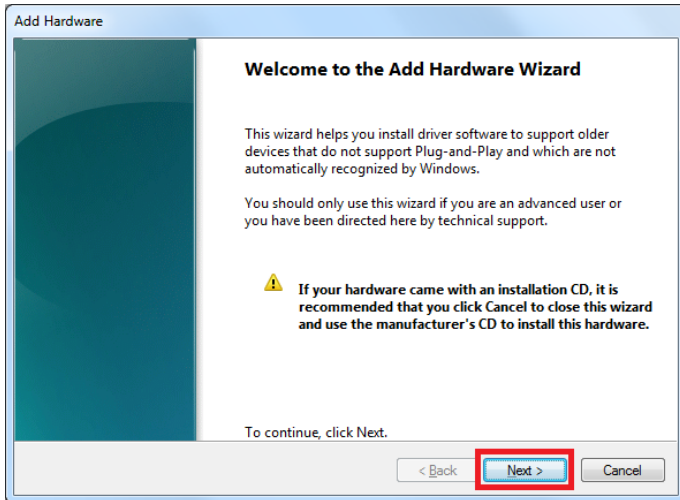 Add Hardware
Welcome to the Add Hardware Wizard
This wizard helps you install driver software to support older
devices that do not support Plug-and-Play and which are not
automatically recognized by Windows.
You should only use this wizard if you are an advanced user or
you have been directed here by technical support.
If your hardware came with an installation CD, it is
recommended that you click Cancel to close this wizard
and use the manufacturer's CD to install this hardware.
To continue, click Next.
< Back Next > Cancel